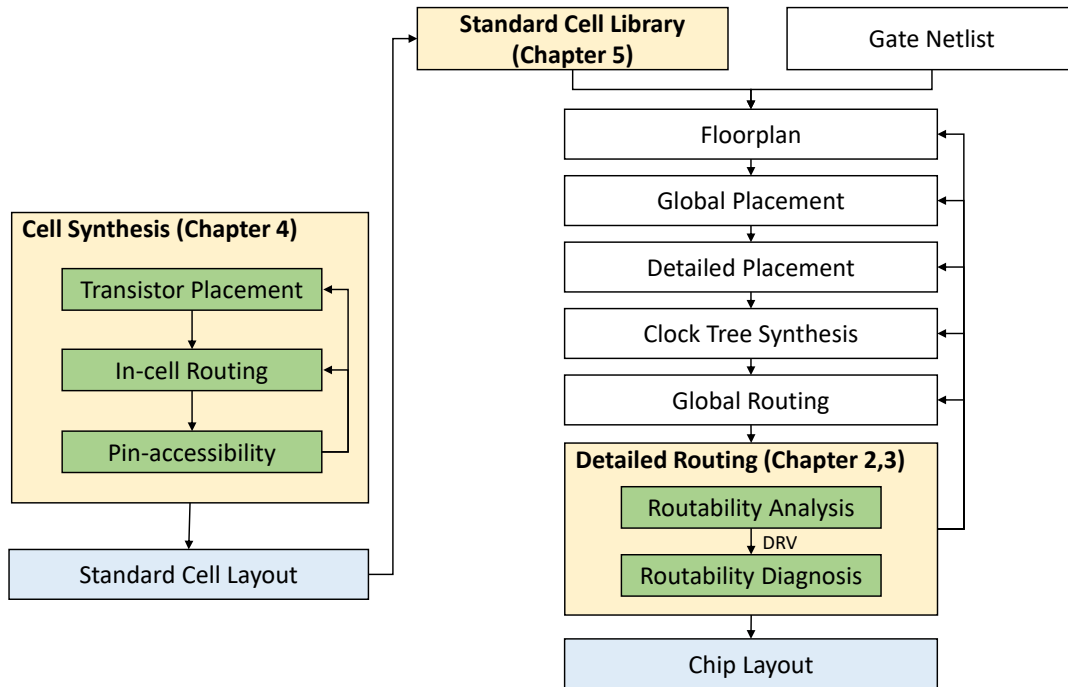 Standard Cell Library
(Chapter 5)
Gate Netlist
Floorplan
Global Placement
Detailed Placement
Clock Tree Synthesis
Global Routing
Detailed Routing (Chapter 2,3)
Routability Analysis
DRV
Routability Diagnosis
Chip Layout
Cell Synthesis (Chapter 4)
Transistor Placement
In-cell Routing
Pin-accessibility
Standard Cell Layout